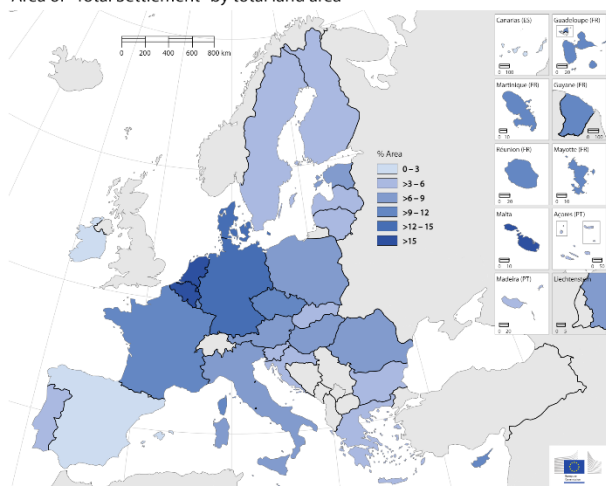 Area of "Total Settlement" by total land area
0 200 400 600 800 km
% Area
0 – 3
>3 – 6
>6 – 9
>9 – 12
>12 – 15
>15
Canarias (ES)
0 100
Guadeloupe (FR)
0 20
Martinique (FR)
0 10
Guyane (FR)
0 100
Réunion (FR)
0 20
Mayotte (FR)
Malta
0 10
Açores (PT)
0 50
Madeira (PT)
0 20
Liechtenstein
0 5